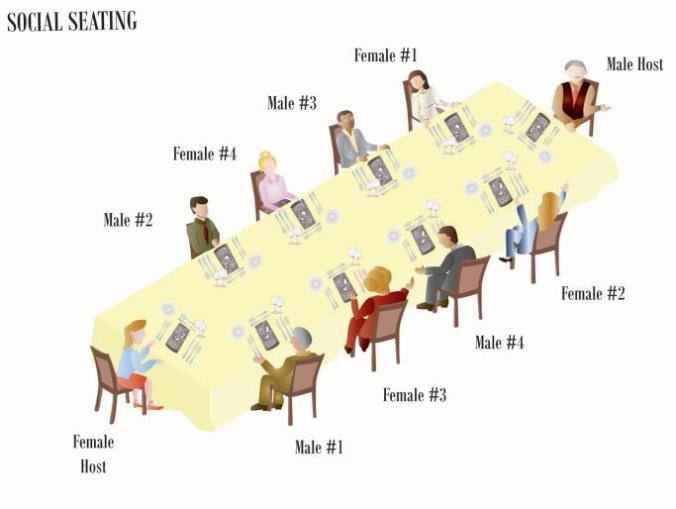 SOCIAL SEATING
Female #1
Male Host
Male #3
Female #4
Male #2
Female #2
Male #4
Female #3
Female
Host
Male #1